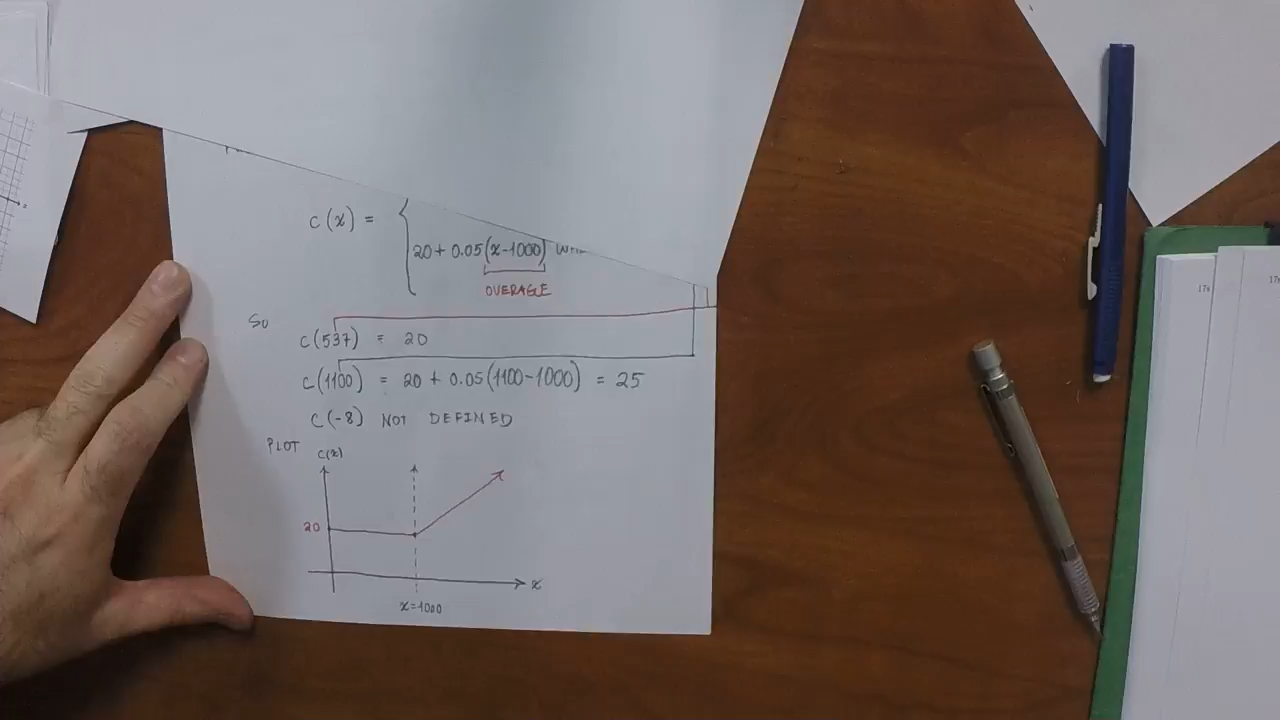 C(x) =
20 + 0.05(x-1000)
OVERAGE
So
C(537) = 20
C(1100) = 20 + 0.05(1100-1000) = 25
C(-8) NOT DEFINED
PLOT
C(x)
20
x
x=1000